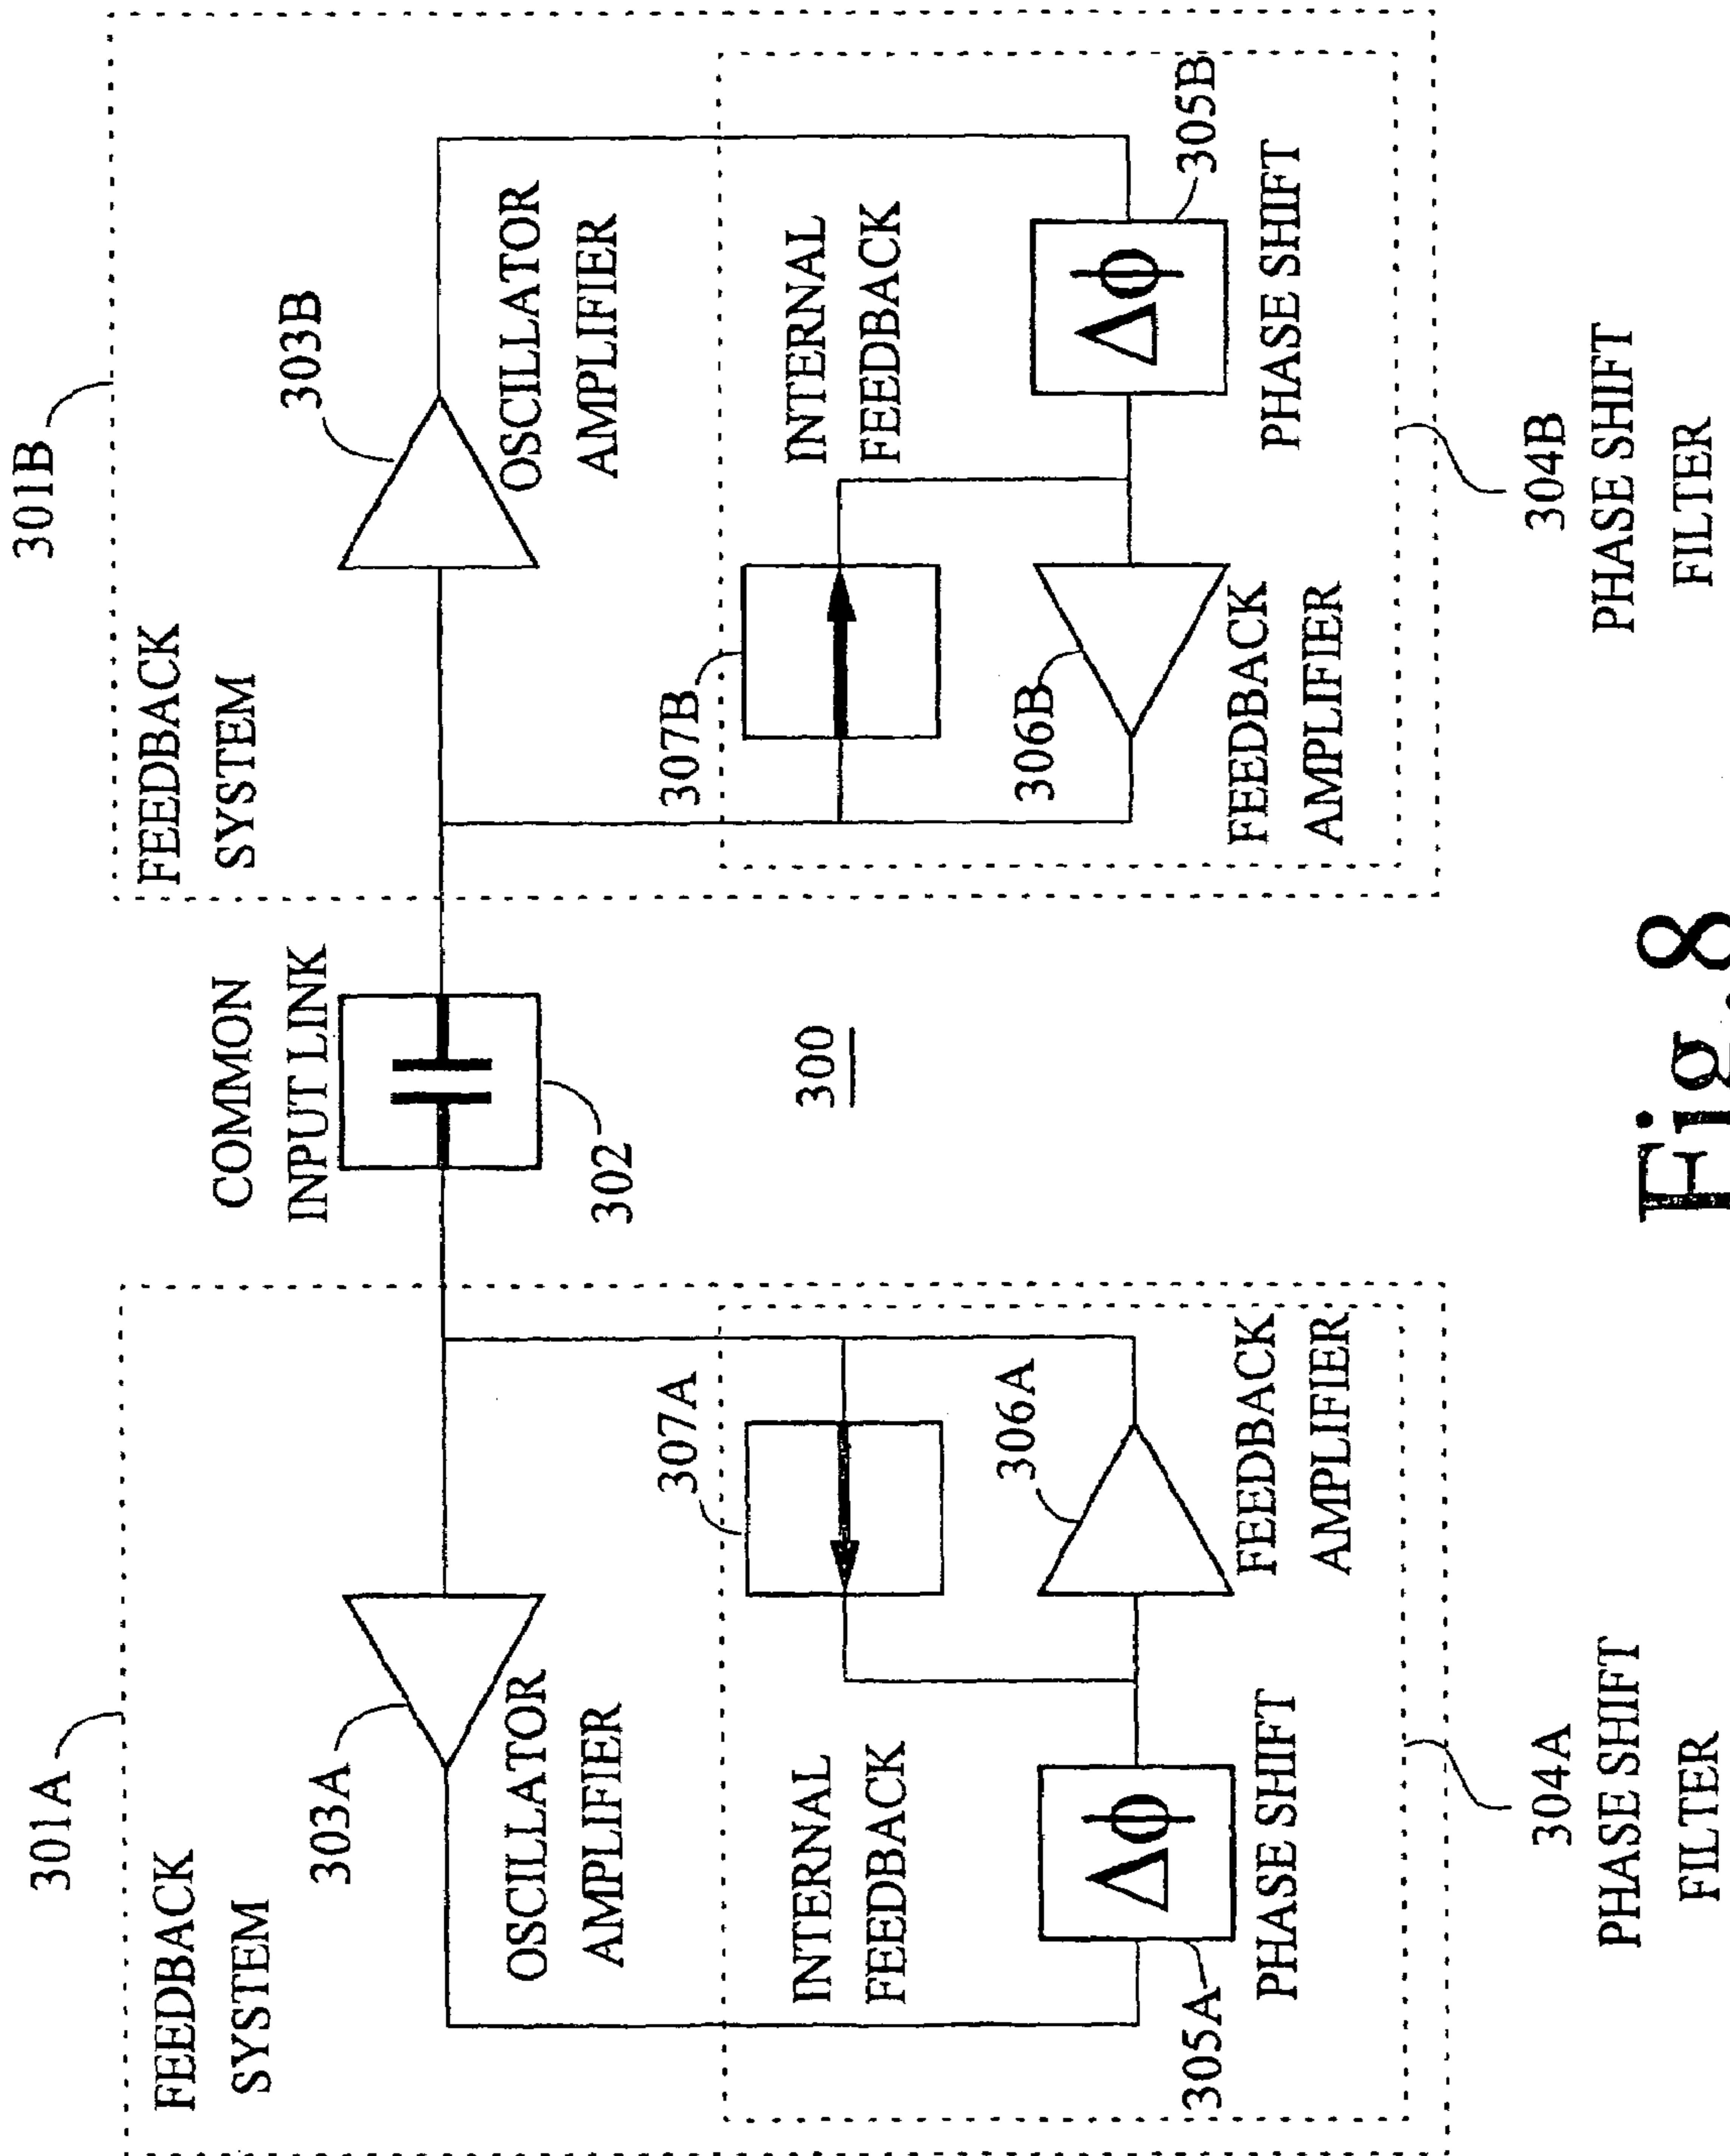 301A
301B
FEEDBACK
SYSTEM
COMMON
INPUT LINK
FEEDBACK
SYSTEM
303A
303B
OSCILLATOR
AMPLIFIER
302
OSCILLATOR
AMPLIFIER
INTERNAL
FEEDBACK
307A
300
307B
INTERNAL
FEEDBACK
305A
ΔΦ
PHASE SHIFT
306A
FEEDBACK
AMPLIFIER
306B
FEEDBACK
AMPLIFIER
ΔΦ
PHASE SHIFT
305B
304A
PHASE SHIFT
FILTER
304B
PHASE SHIFT
FILTER
Fig.8